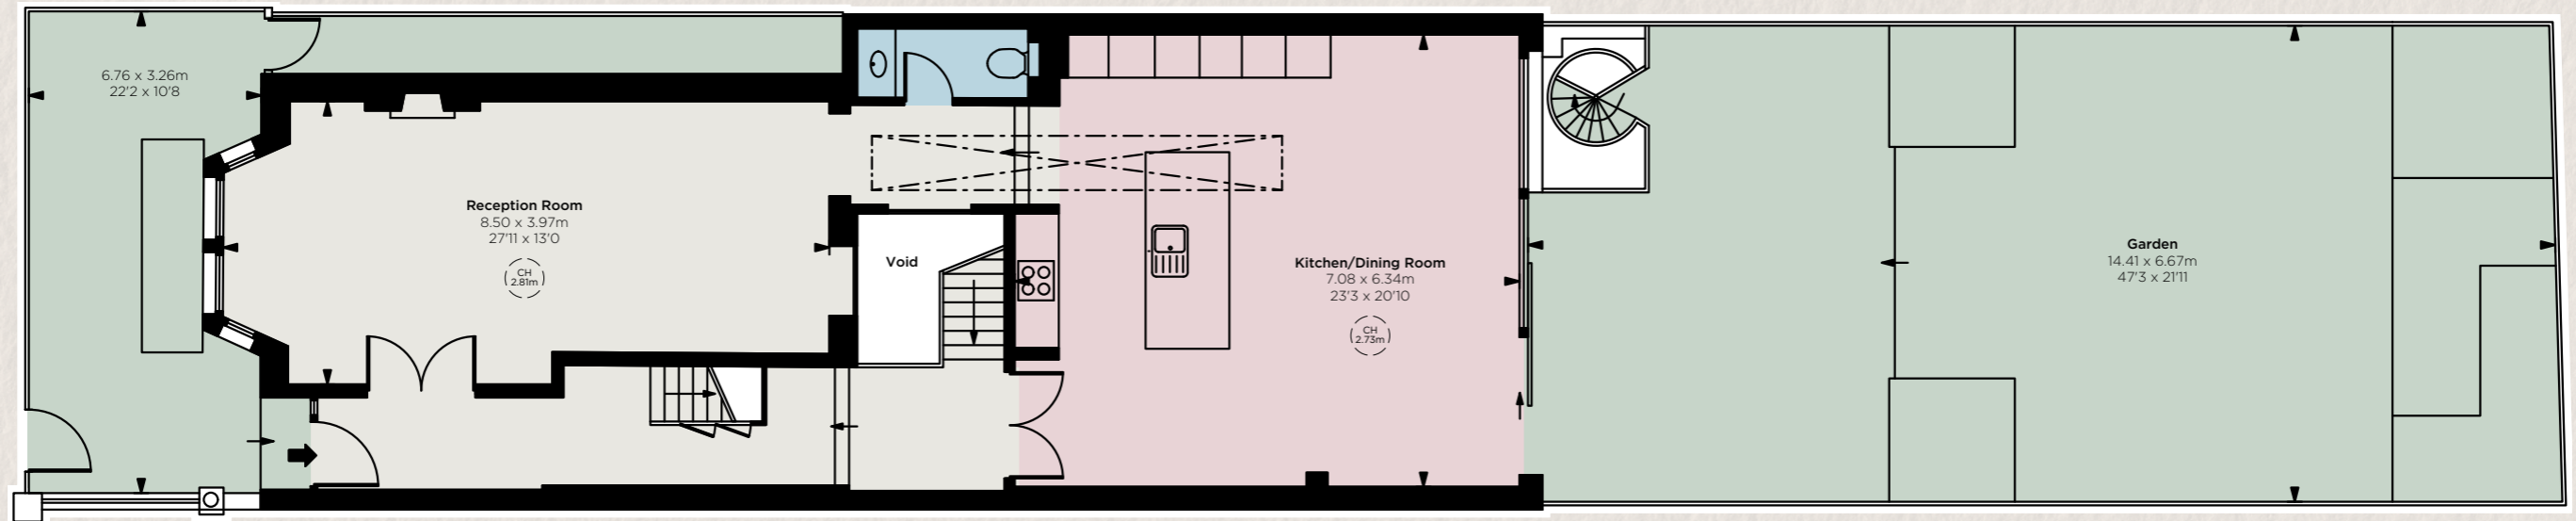 6.76 x 3.26m
22'2 x 10'8
Reception Room
8.50 x 3.97m
27'11 x 13'0
CH
2.81m
Void
Kitchen/Dining Room
7.08 x 6.34m
23'3 x 20'10
CH
2.73m
Garden
14.41 x 6.67m
47'3 x 21'11